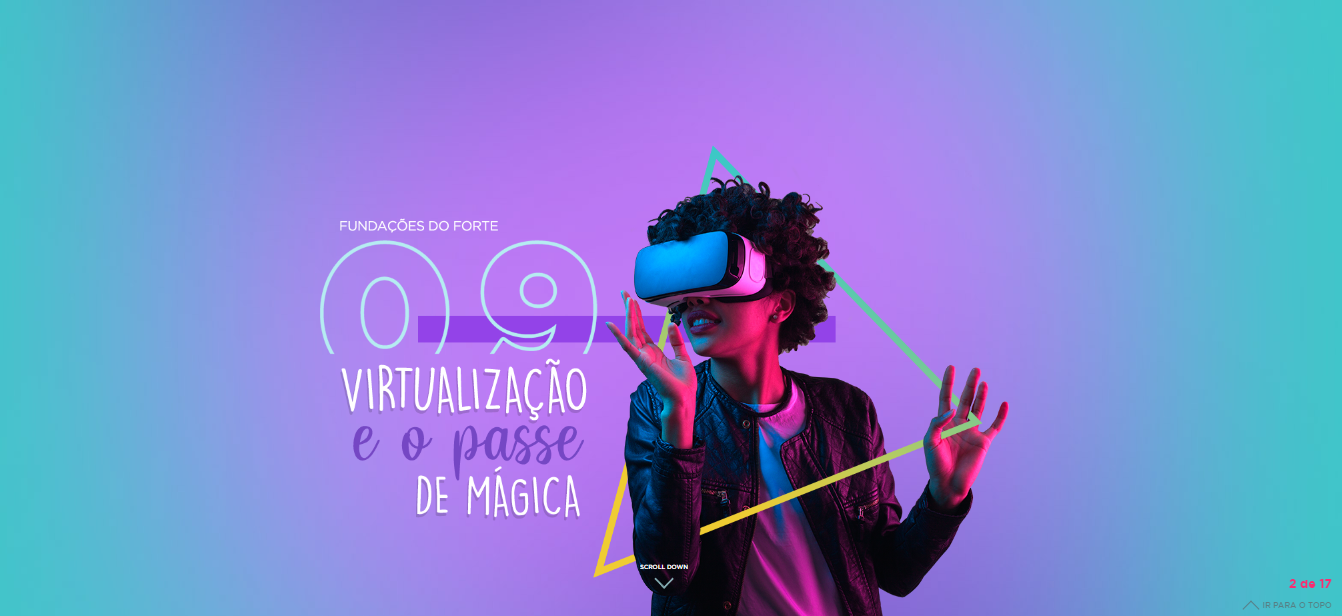 FUNDAÇÕES DO FORTE
09
VIRTUALIZAÇÃO
e o passe
DE MÁGICA
SCROLL DOWN
2 de 17
IR PARA O TOPO